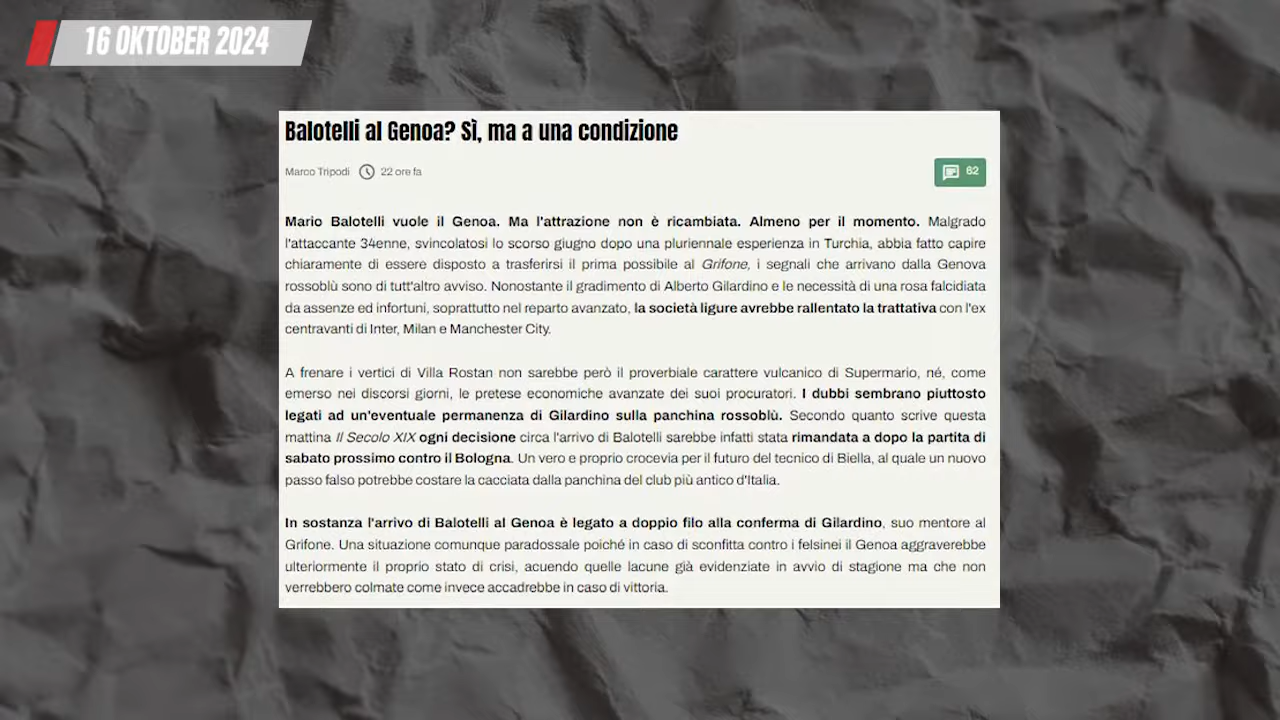 16 OKTOBER 2024
Balotelli al Genoa? Sì, ma a una condizione
Marco Tripodi 22 ore fa
62
Mario Balotelli vuole il Genoa. Ma l'attrazione non è ricambiata. Almeno per il momento. Malgrado
l'attaccante 34enne, svincolatosi lo scorso giugno dopo una pluriennale esperienza in Turchia, abbia fatto capire
chiaramente di essere disposto a trasferirsi il prima possibile al Grifone, i segnali che arrivano dalla Genova
rossoblù sono di tutt'altro avviso. Nonostante il gradimento di Alberto Gilardino e le necessità di una rosa falcidiata
da assenze ed infortuni, soprattutto nel reparto avanzato, la società ligure avrebbe rallentato la trattativa con l'ex
centravanti di Inter, Milan e Manchester City.
A frenare i vertici di Villa Rostan non sarebbe però il proverbiale carattere vulcanico di Supermario, né, come
emerso nei discorsi giorni, le pretese economiche avanzate dei suoi procuratori. I dubbi sembrano piuttosto
legati ad un'eventuale permanenza di Gilardino sulla panchina rossoblù. Secondo quanto scrive questa
mattina Il Secolo XIX ogni decisione circa l'arrivo di Balotelli sarebbe infatti stata rimandata a dopo la partita di
sabato prossimo contro il Bologna. Un vero e proprio crocevia per il futuro del tecnico di Biella, al quale un nuovo
passo falso potrebbe costare la cacciata dalla panchina del club più antico d'Italia.
In sostanza l'arrivo di Balotelli al Genoa è legato a doppio filo alla conferma di Gilardino, suo mentore al
Grifone. Una situazione comunque paradossale poiché in caso di sconfitta contro i felsinei il Genoa aggraverebbe
ulteriormente il proprio stato di crisi, acuendo quelle lacune già evidenziate in avvio di stagione ma che non
verrebbero colmate come invece accadrebbe in caso di vittoria.